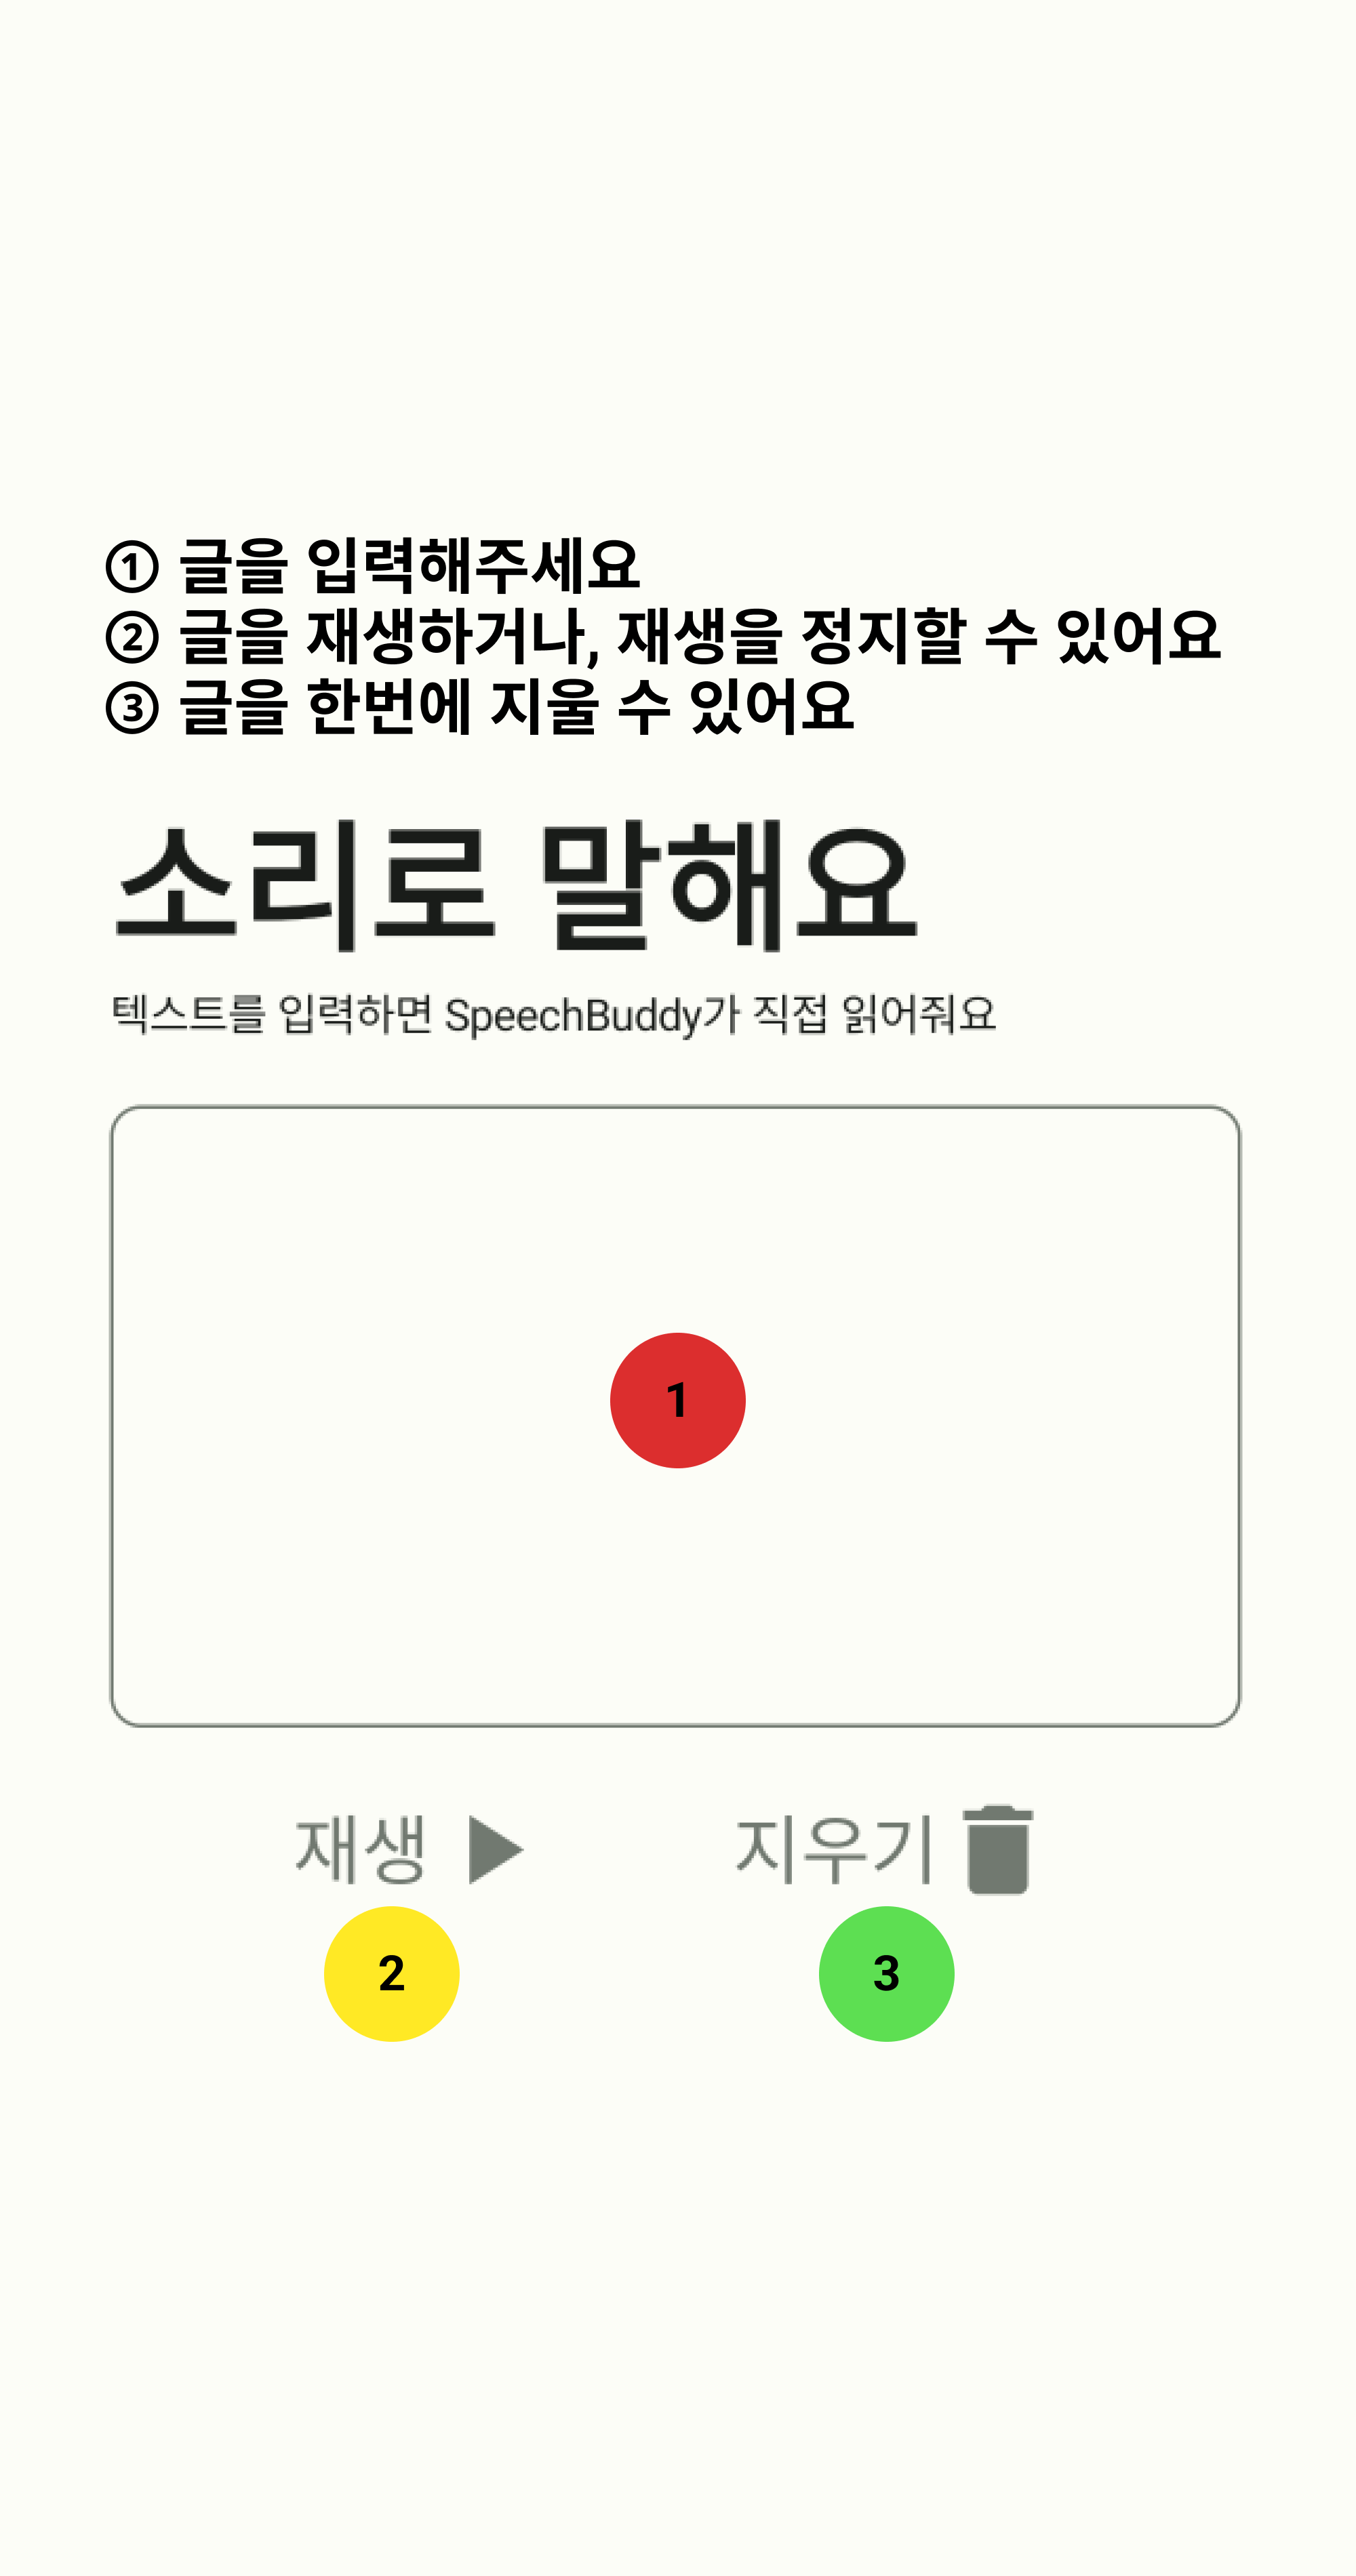 ① 글을 입력해주세요
② 글을 재생하거나, 재생을 정지할 수 있어요
③ 글을 한번에 지울 수 있어요
소리로 말해요
텍스트를 입력하면 SpeechBuddy가 직접 읽어줘요
1
재생 지우기
2 3